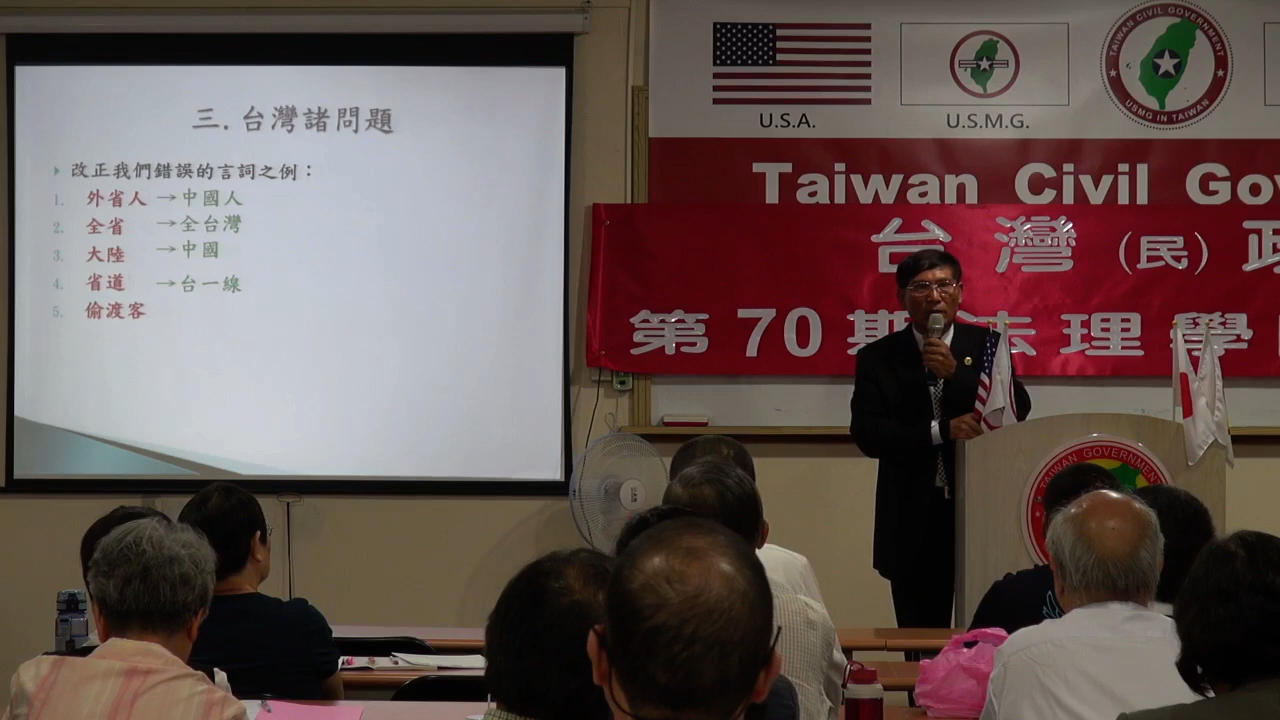 三. 台灣諸問題
改正我們錯誤的言詞之例：
1. 外省人 →中國人
2. 全省 →全台灣
3. 大陸 →中國
4. 省道 →台一線
5. 偷渡客
U.S.A.
U.S.M.G.
TAIWAN CIVIL GOVERNMENT
USMG IN TAIWAN
Taiwan Civil Go
台灣(民)政
第70期法理學
TAIWAN GOVERNMENT